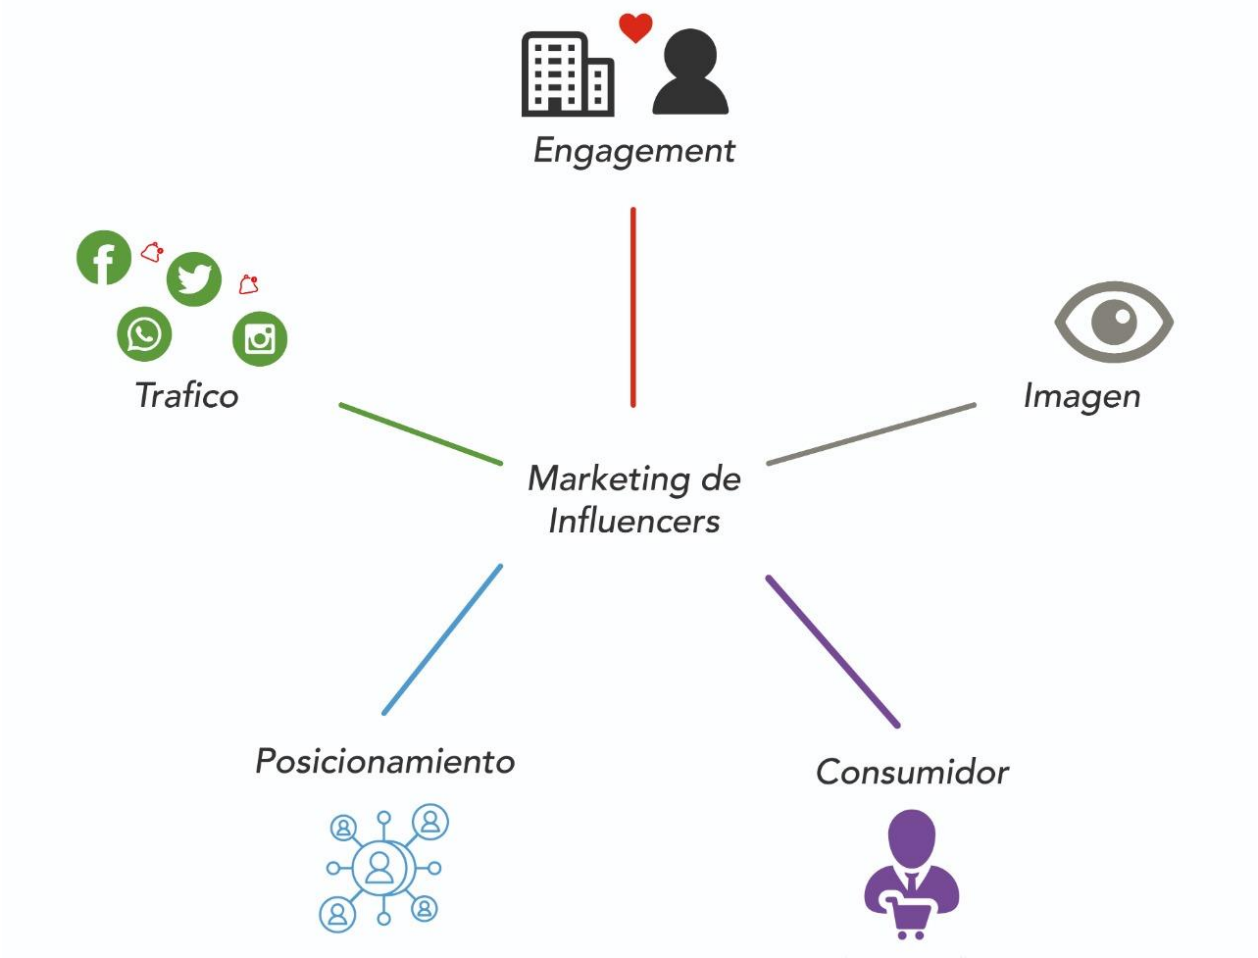 Engagement
Trafico
Imagen
Marketing de
Influencers
Posicionamiento
Consumidor